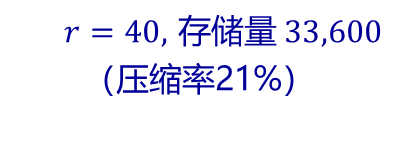 r = 40, 存储量 33,600
（压缩率21%）